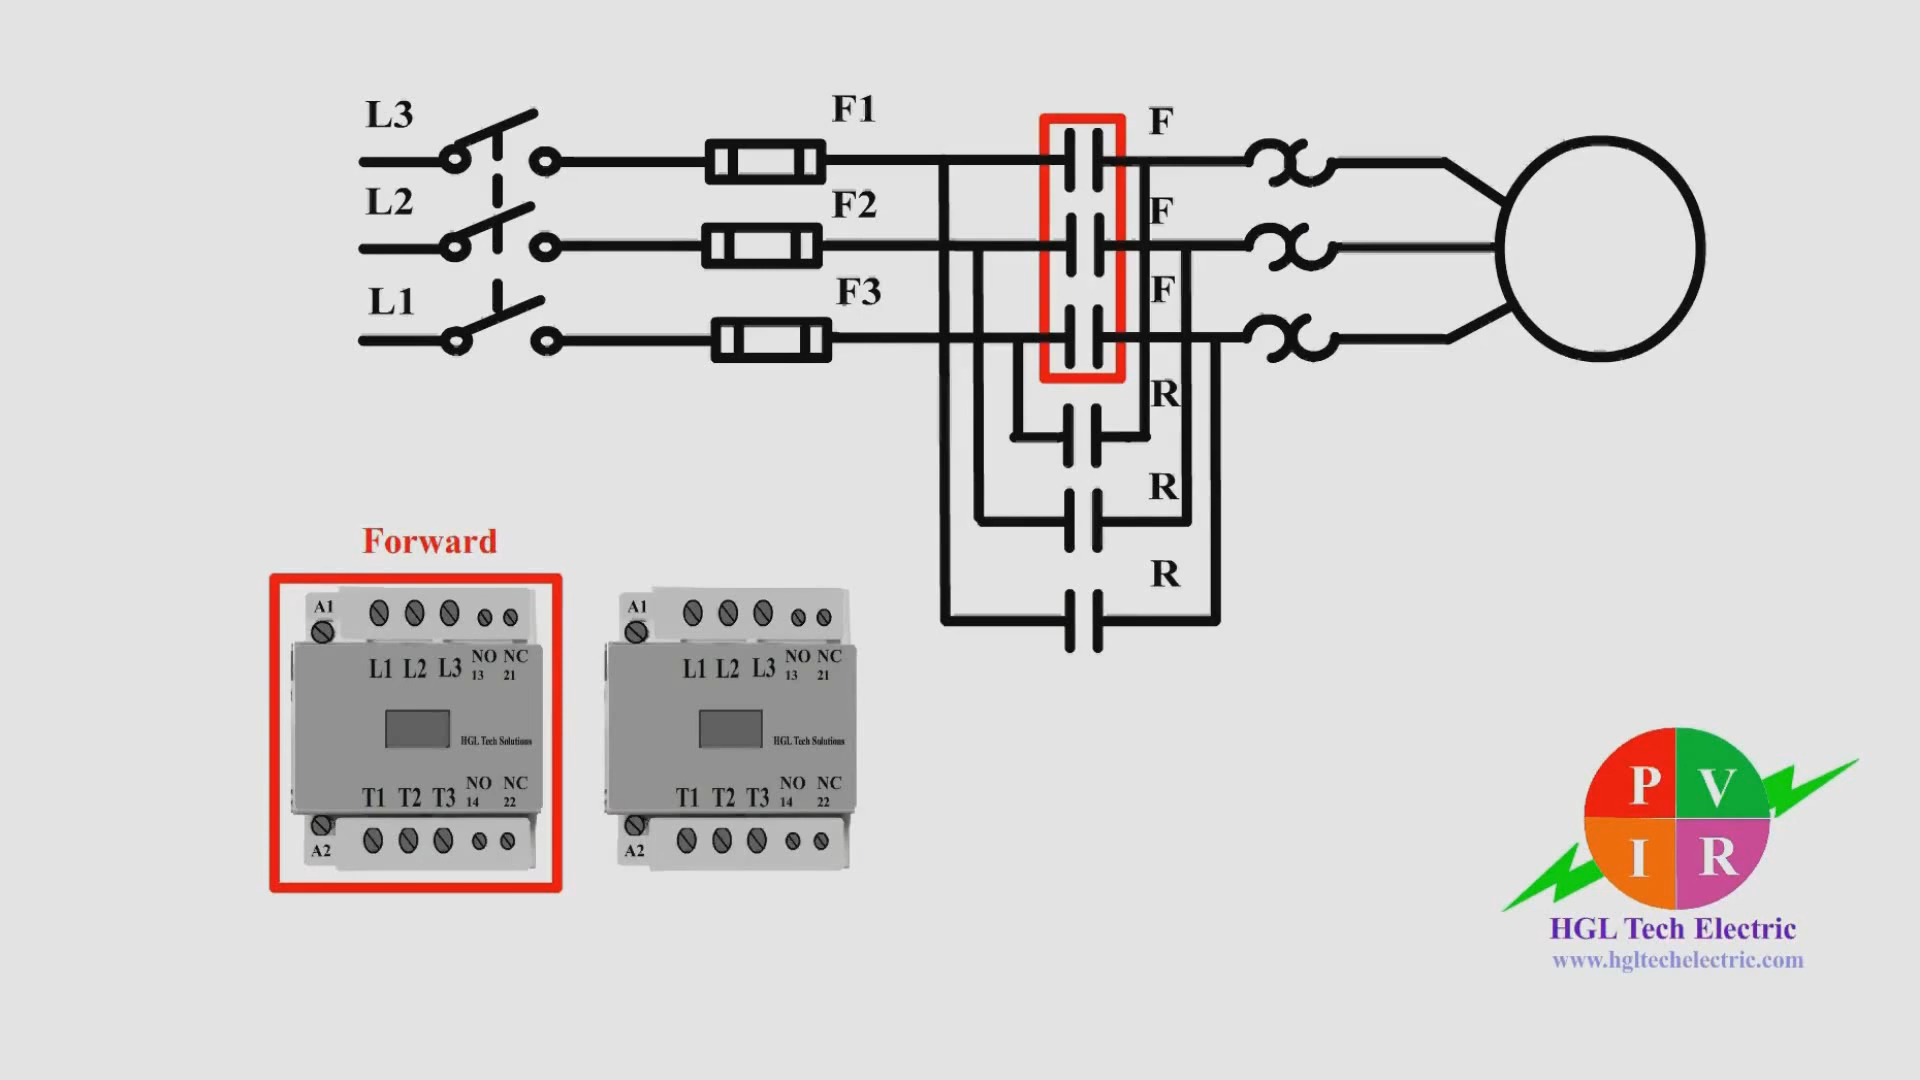 L3
F1
F
L2
F2
F
L1
F3
F
R
R
R
Forward
A1
L1 L2 L3 NO 13 NC 21
HGL Tech Solutions
T1 T2 T3 NO 14 NC 22
A2
A1
L1 L2 L3 NO 13 NC 21
HGL Tech Solutions
T1 T2 T3 NO 14 NC 22
A2
P V
I R
HGL Tech Electric
www.hgltechelectric.com